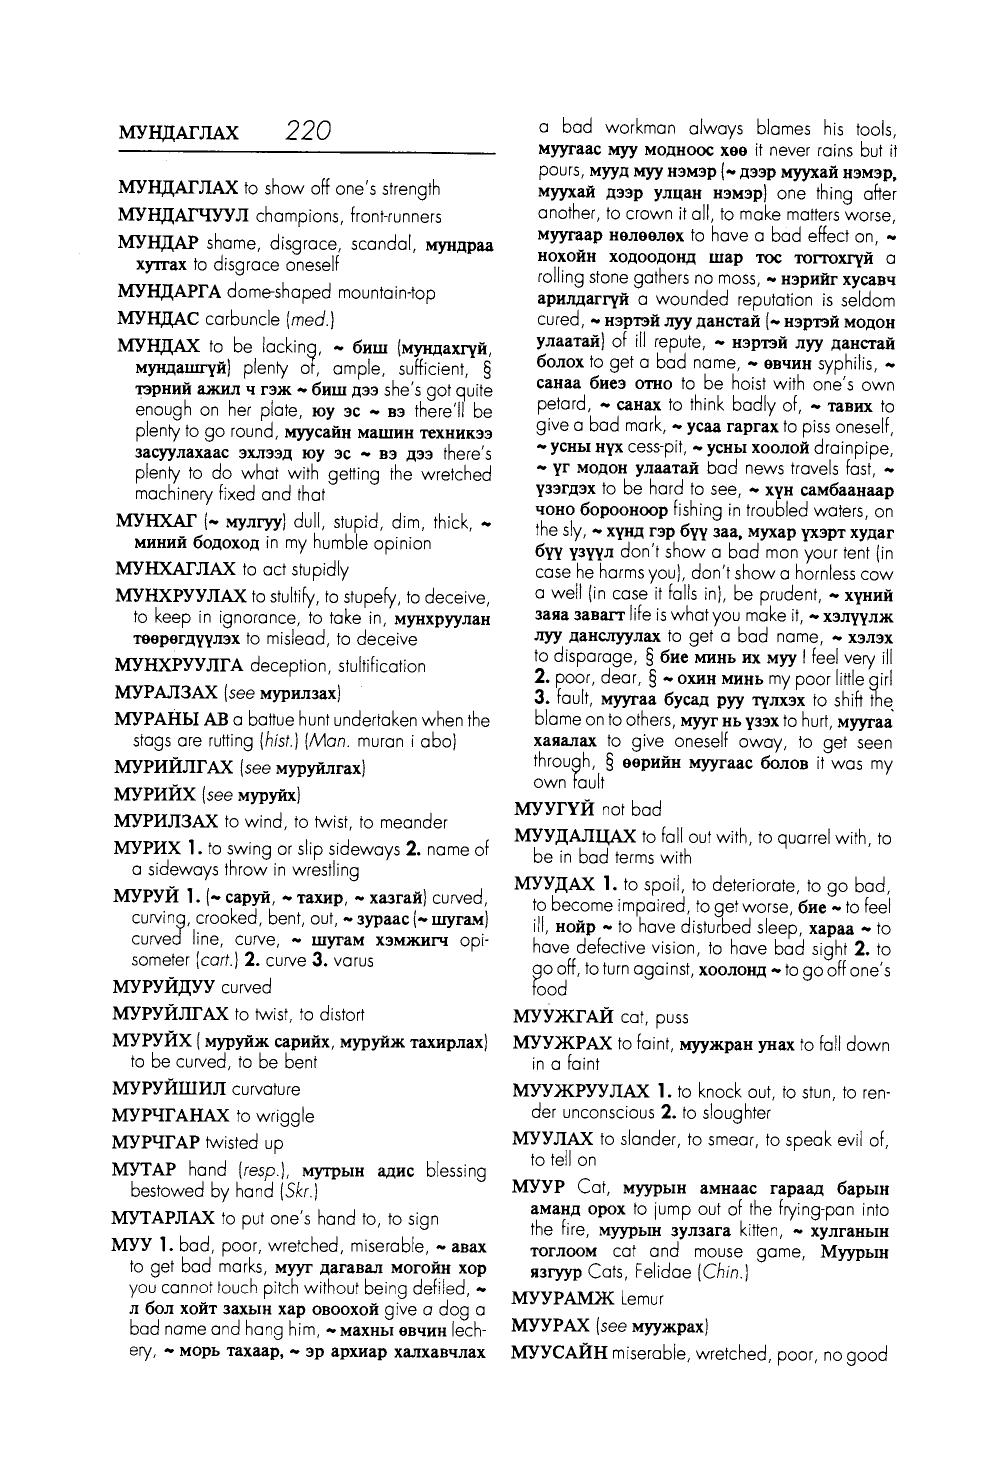 МУНДАГЛАХ 220
МУНДАГЛАХ to show off one's strength
МУНДАГЧУУЛ champions, front-runners
МУНДАР shame, disgrace, scandal, мундраа
хутгах to disgrace oneself
МУНДАРГА dome-shaped mountain-top
МУНДАС carbuncle (med.)
МУНДАХ to be lacking, ~ биш (мундахгүй,
мундашгүй) plenty of, ample, sufficient, §
тэрний ажил ч гэж ~ биш дээ she's got quite
enough on her plate, юу эс ~ вэ there'll be
plenty to go round, муусайн машин техникээ
засуулахаас эхлээд юу эс ~ вэ дээ there's
plenty to do what with getting the wretched
machinery fixed and that
МУНХАГ (~ мулгуу) dull, stupid, dim, thick, ~
миний бодоход in my humble opinion
МУНХАГЛАХ to act stupidly
МУНХРУУЛАХ to stultify, to stupefy, to deceive,
to keep in ignorance, to take in, мунхруулан
төөрөгдүүлэх to mislead, to deceive
МУНХРУУЛГА deception, stultification
МУРАЛЗАХ (see мурилзах)
МУРАНЫ АВ a battue hunt undertaken when the
stags are rutting (hist.) (Man. muran i abo)
МУРИЙЛГАХ (see муруйлгах)
МУРИЙХ (see муруйх)
МУРИЛЗАХ to wind, to twist, to meander
МУРИХ 1. to swing or slip sideways 2. name of
a sideways throw in wrestling
МУРУЙ 1. (~ саруй, ~ тахир, ~ хазгай) curved,
curving, crooked, bent, out, ~ зураас (~ шугам)
curved line, curve, ~ шугам хэмжигч opi-
someter (cart.) 2. curve 3. varus
МУРУЙДУУ curved
МУРУЙЛГАХ to twist, to distort
МУРУЙХ ( муруйж сарийх, муруйж тахирлах)
to be curved, to be bent
МУРУЙШИЛ curvature
МУРЧГАНАХ to wriggle
МУРЧГАР twisted up
МУТАР hand (resp.), мутрын адис blessing
bestowed by hand (Skr.)
МУТАРЛАХ to put one's hand to, to sign
МУУ 1. bad, poor, wretched, miserable, ~ авах
to get bad marks, мууг дагавал могойн хор
you cannot touch pitch without being defiled, ~
л бол хойт захын хар овоохой give a dog a
bad name and hang him, ~ махны өвчин lech-
ery, ~ морь тахаар, ~ эр архиар халхавчлах
a bad workman always blames his tools,
муугаас муу модноос хөө it never rains but it
pours, мууд муу нэмэр (~ дээр муухай нэмэр,
муухай дээр улцан нэмэр) one thing after
another, to crown it all, to make matters worse,
муугаар нөлөөлөх to have a bad effect on, ~
нохойн ходоодонд шар тос тогтохгүй a
rolling stone gathers no moss, ~ нэрийг хусавч
арилдаггүй a wounded reputation is seldom
cured, ~ нэртэй луу данстай (~ нэртэй модон
улаатай) of ill repute, ~ нэртэй луу данстай
болох to get a bad name, ~ өвчин syphilis, ~
санаа биеэ отно to be hoist with one's own
petard, ~ санах to think badly of, ~ тавих to
give a bad mark, ~ усаа гаргах to piss oneself,
~ усны нүх cess-pit, ~ усны хоолой drainpipe,
~ үг модон улаатай bad news travels fast, ~
үзэгдэх to be hard to see, ~ хүн самбаанаар
чоно борооноор fishing in troubled waters, on
the sly, ~ хүнд гэр бүү заа, мухар үхэрт худаг
бүү үзүүл don't show a bad man your tent (in
case he harms you), don't show a hornless cow
a well (in case it falls in), be prudent, ~ хүний
заяа завагт life is what you make it, ~ хэлүүлж
луу данслуулах to get a bad name, ~ хэлэх
to disparage, § бие минь их муу I feel very ill
2. poor, dear, § ~ охин минь my poor little girl
3. fault, муугаа бусад руу түлхэх to shift the
blame on to others, мууг нь үзэх to hurt, муугаа
хаяалах to give oneself away, to get seen
through, § өөрийн муугаас болов it was my
own fault
МУУГҮЙ not bad
МУУДАЛЦАХ to fall out with, to quarrel with, to
be in bad terms with
МУУДАХ 1. to spoil, to deteriorate, to go bad,
to become impaired, to get worse, бие ~ to feel
ill, нойр ~ to have disturbed sleep, хараа ~ to
have defective vision, to have bad sight 2. to
go off, to turn against, хоолонд ~ to go off one's
food
МУУЖГАЙ cat, puss
МУУЖРАХ to faint, муужран унах to fall down
in a faint
МУУЖРУУЛАХ 1. to knock out, to stun, to ren-
der unconscious 2. to sloughter
МУУЛАХ to slander, to smear, to speak evil of,
to tell on
МУУР Cat, муурын амнаас гараад барын
аманд орох to jump out of the frying-pan into
the fire, муурын зулзага kitten, ~ хулганын
тоглоом cat and mouse game, Муурын
язгуур Cats, Felidae (Chin.)
МУУРАМЖ Lemur
МУУРАХ (see муужрах)
МУУСАЙН miserable, wretched, poor, no good